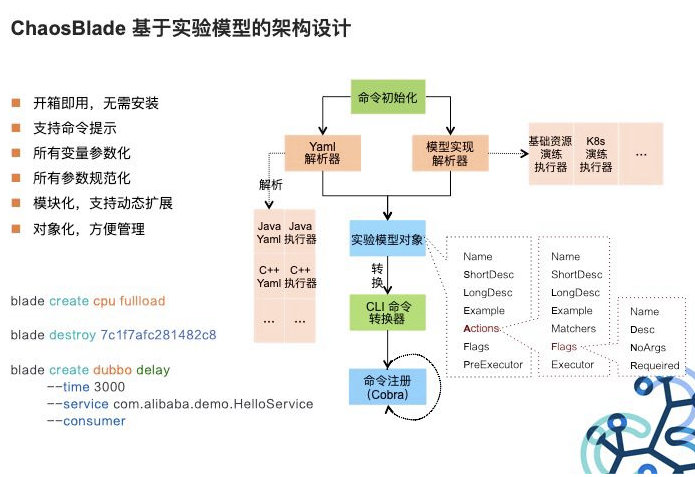 ChaosBlade 基于实验模型的架构设计
开箱即用，无需安装
支持命令提示
所有变量参数化
所有参数规范化
模块化，支持动态扩展
对象化，方便管理
blade create cpu fullload
blade destroy 7c1f7afc281482c8
blade create dubbo delay
--time 3000
--service com.alibaba.demo.HelloService
--consumer
命令初始化
Yaml
解析器
模型实现
解析器
基础资源
演练
执行器
K8s
演练
执行器
...
解析
Java
Yaml
Java
执行器
C++
Yaml
C++
执行器
...
...
实验模型对象
转
换
CLI 命令
转换器
命令注册
（Cobra）
Name
ShortDesc
LongDesc
Example
Actions
Flags
PreExecutor
Name
ShortDesc
LongDesc
Example
Matchers
Flags
Executor
Name
Desc
NoArgs
Requeired